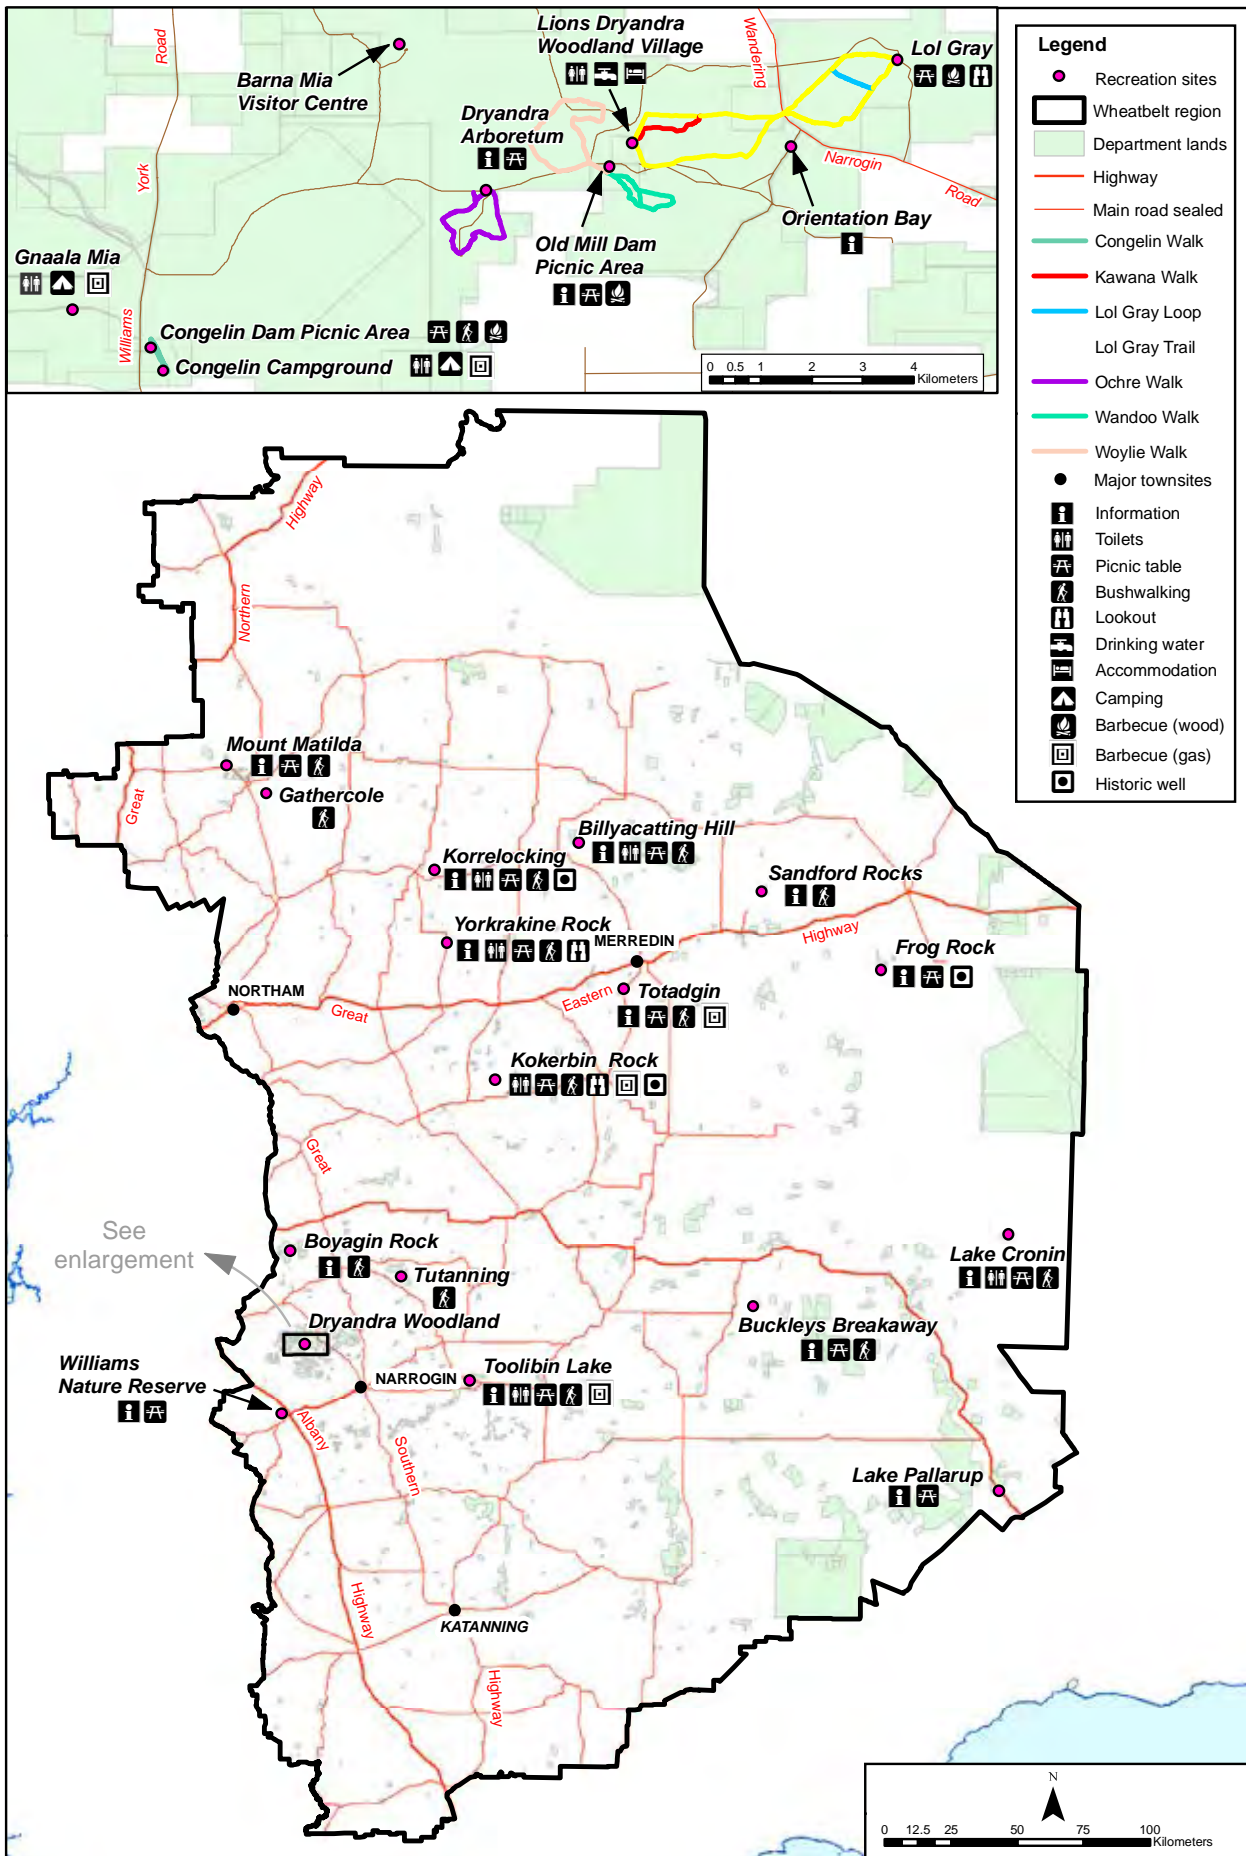 Lions Dryandra
Woodland Village
Barna Mia
Visitor Centre
Dryandra
Arboretum
Lol Gray
Road
York
Williams
Wandering
Narrogin
Road
Gnaala Mia
Old Mill Dam
Picnic Area
Orientation Bay
Congelin Dam Picnic Area
Congelin Campground
0 0.5 1 2 3 4
Kilometers
Legend
Recreation sites
Wheatbelt region
Department lands
Highway
Main road sealed
Congelin Walk
Kawana Walk
Lol Gray Loop
Lol Gray Trail
Ochre Walk
Wandoo Walk
Woylie Walk
Major townsites
Information
Toilets
Picnic table
Bushwalking
Lookout
Drinking water
Accommodation
Camping
Barbecue (wood)
Barbecue (gas)
Historic well
Highway
Northern
Great
Mount Matilda
Gathercole
Billyacatting Hill
Korrelocking
Sandford Rocks
Yorkrakine Rock
MERREDIN
Highway
Frog Rock
NORTHAM
Great
Eastern
Totadgin
Kokerbin Rock
Great
See
enlargement
Boyagin Rock
Tutanning
Lake Cronin
Dryandra Woodland
Buckleys Breakaway
Williams
Nature Reserve
NARROGIN
Toolibin Lake
Albany
Southern
Lake Pallarup
Highway
KATANNING
Highway
N
0 12.5 25 50 75 100
Kilometers